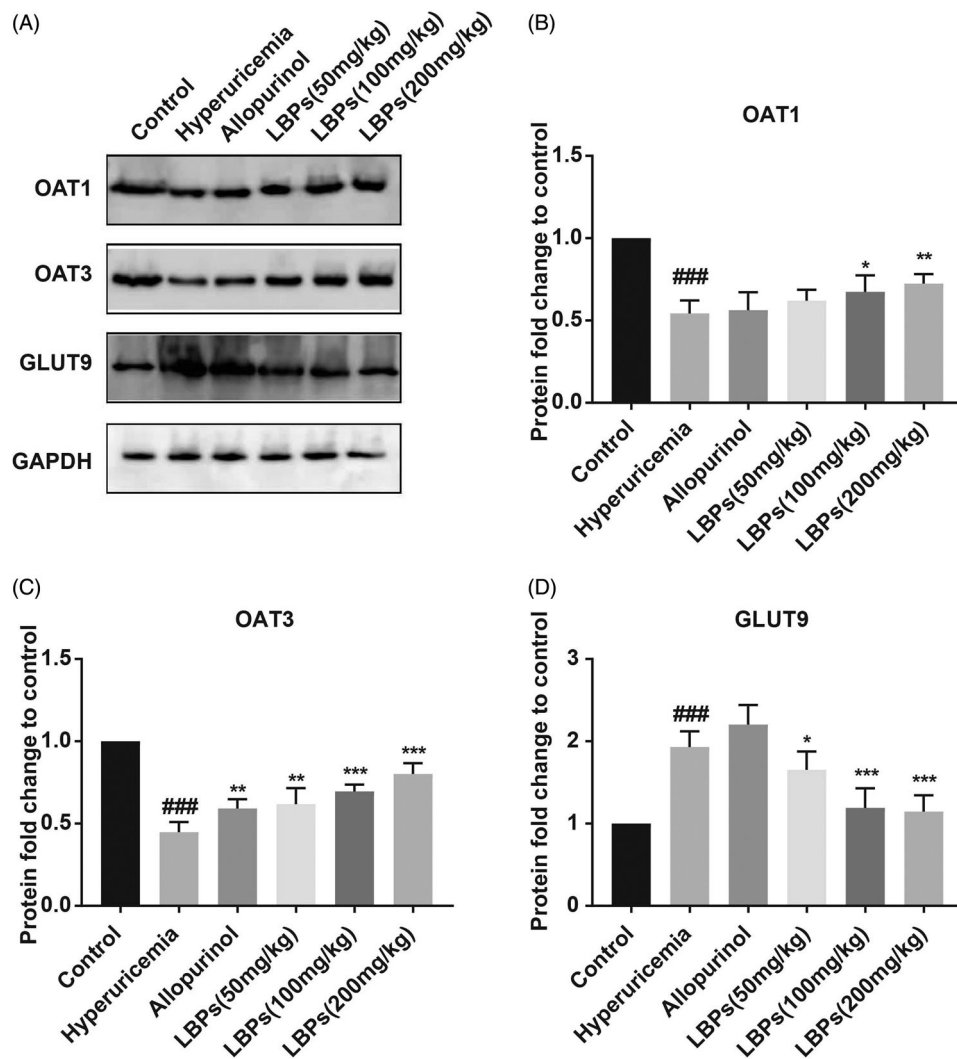 (A)
Control
Hyperuricemia
Allopurinol
LBPs(50mg/kg)
LBPs(100mg/kg)
LBPs(200mg/kg)
OAT1
OAT3
GLUT9
GAPDH
(B)
OAT1
Protein fold change to control
1.5
1.0
0.5
0.0
###
*
**
Control
Hyperuricemia
Allopurinol
LBPs(50mg/kg)
LBPs(100mg/kg)
LBPs(200mg/kg)
(C)
OAT3
Protein fold change to control
1.5
1.0
0.5
0.0
###
**
**
***
***
Control
Hyperuricemia
Allopurinol
LBPs(50mg/kg)
LBPs(100mg/kg)
LBPs(200mg/kg)
(D)
GLUT9
Protein fold change to control
3
2
1
0
###
*
***
***
Control
Hyperuricemia
Allopurinol
LBPs(50mg/kg)
LBPs(100mg/kg)
LBPs(200mg/kg)